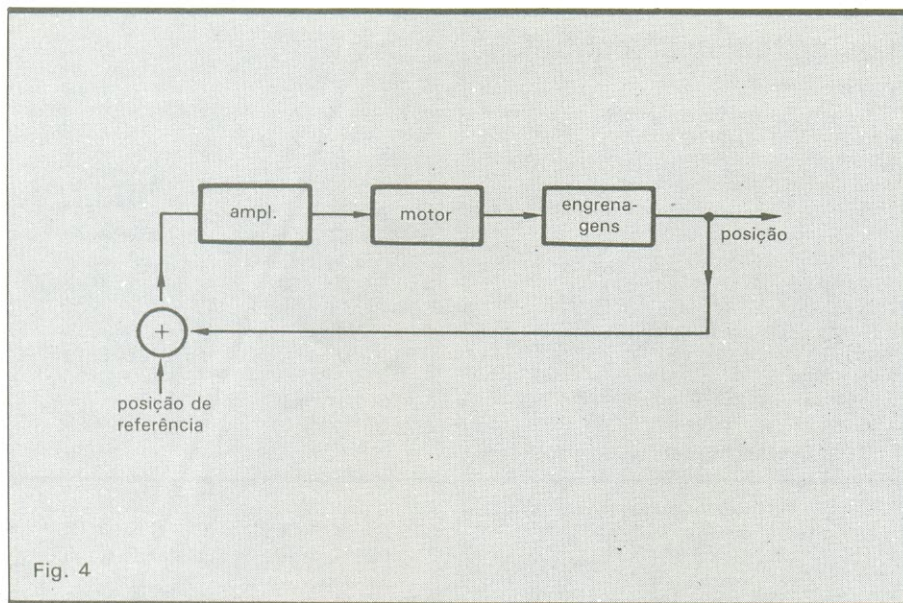 ampl.
motor
engrena-
gens
posição
+
posição de
referência
Fig. 4